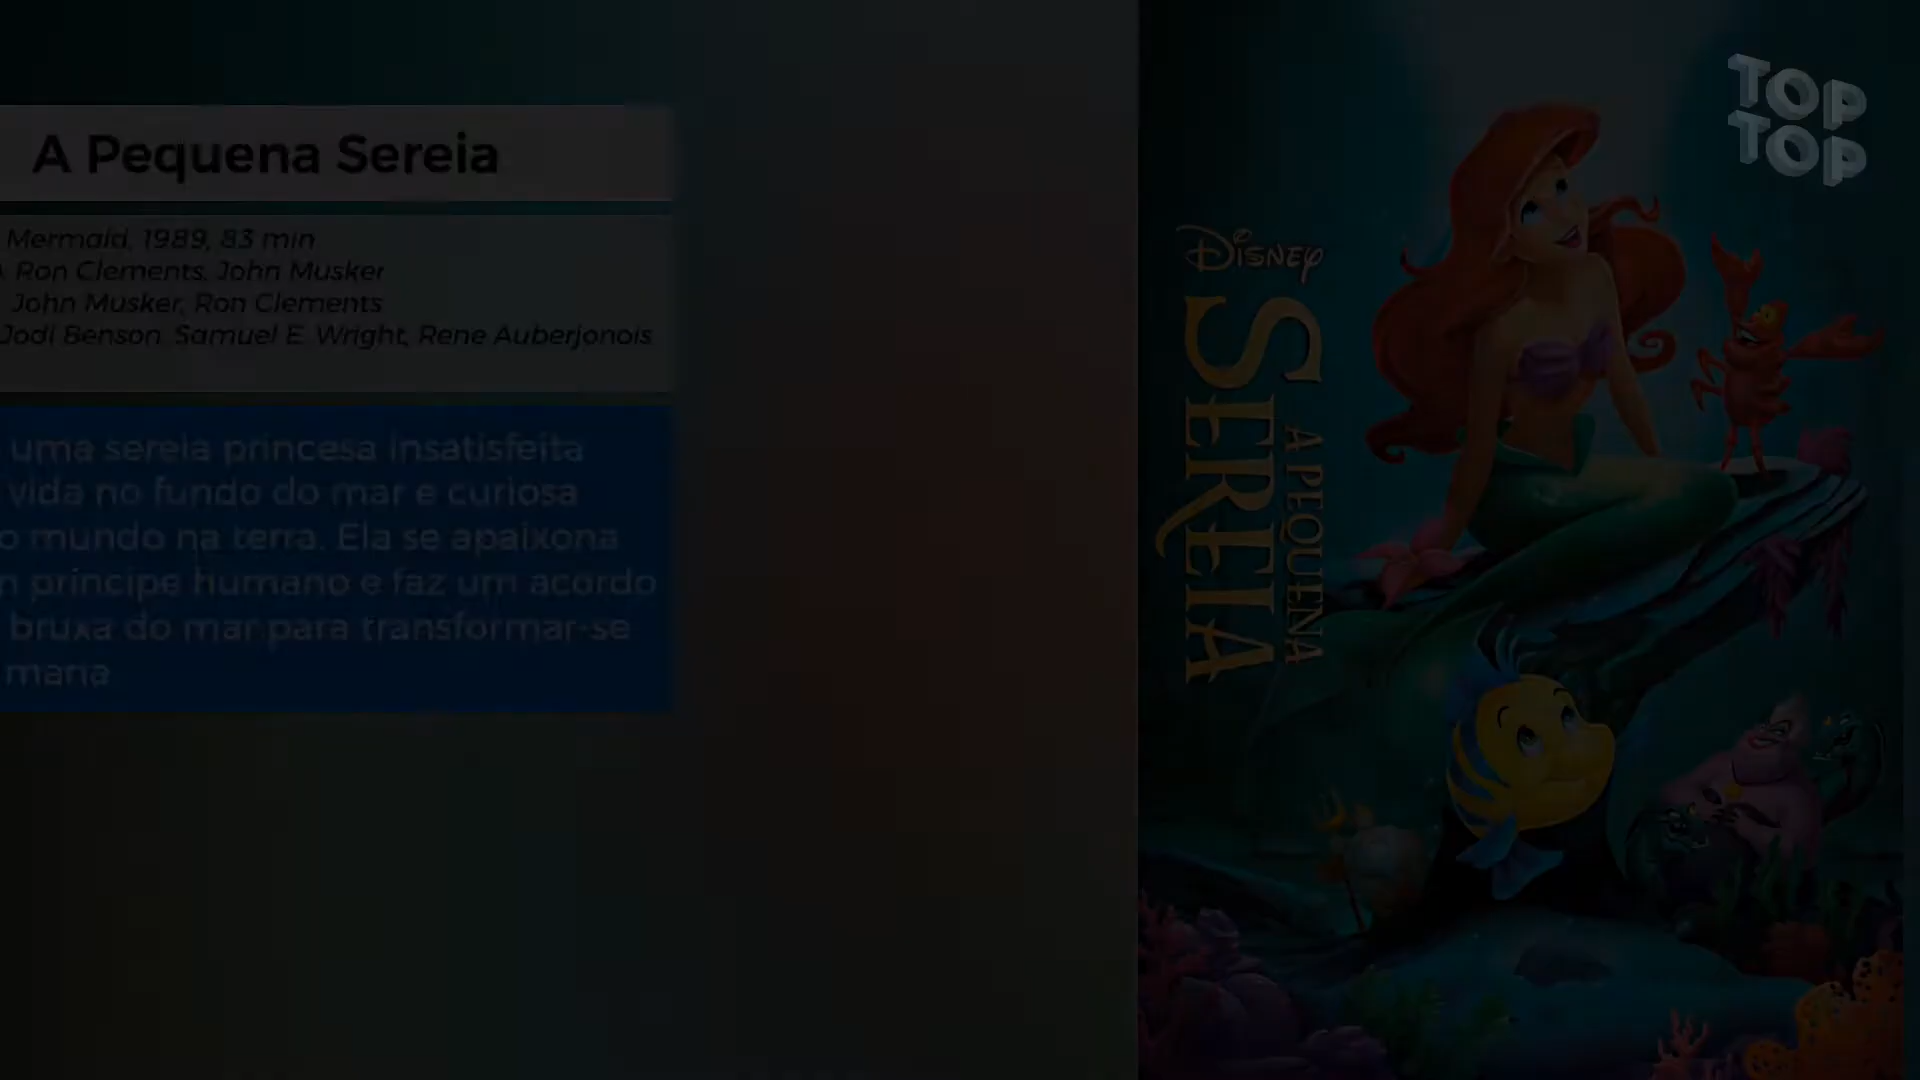 A Pequena Sereia
Mermaid, 1989, 83 min
Ron Clements, John Musker
John Musker, Ron Clements
Jodi Benson, Samuel E. Wright, Rene Auberjonois
uma sereia princesa insatisfeita
vida no fundo do mar e curiosa
o mundo na terra. Ela se apaixona
príncipe humano e faz um acordo
bruxa do mar para transformar-se
TOP
TOP
DISNEY
A PEQUENA
SEREIA